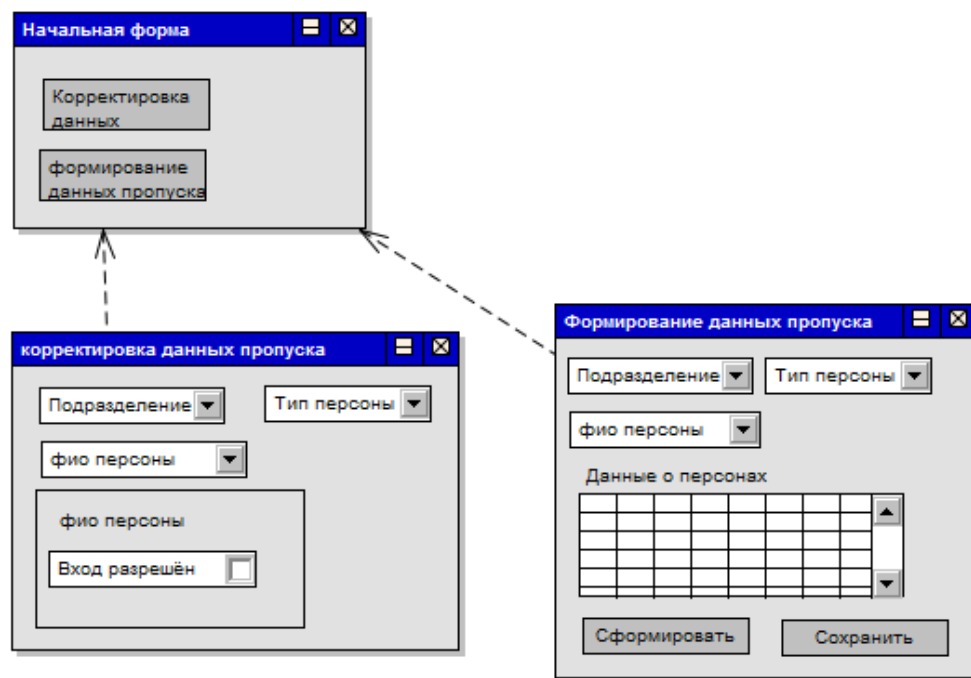 Начальная форма
Корректировка
данных
формирование
данных пропуска
корректировка данных пропуска
Подразделение
Тип персоны
фио персоны
фио персоны
Вход разрешён
Формирование данных пропуска
Подразделение
Тип персоны
фио персоны
Данные о персонах
Сформировать
Сохранить